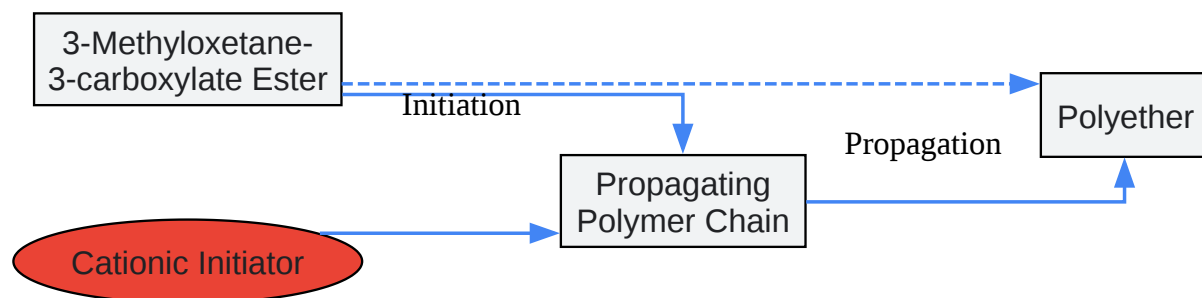 3-Methyloxetane-
3-carboxylate Ester
Initiation
Polyether
Propagation
Propagating
Polymer Chain
Cationic Initiator